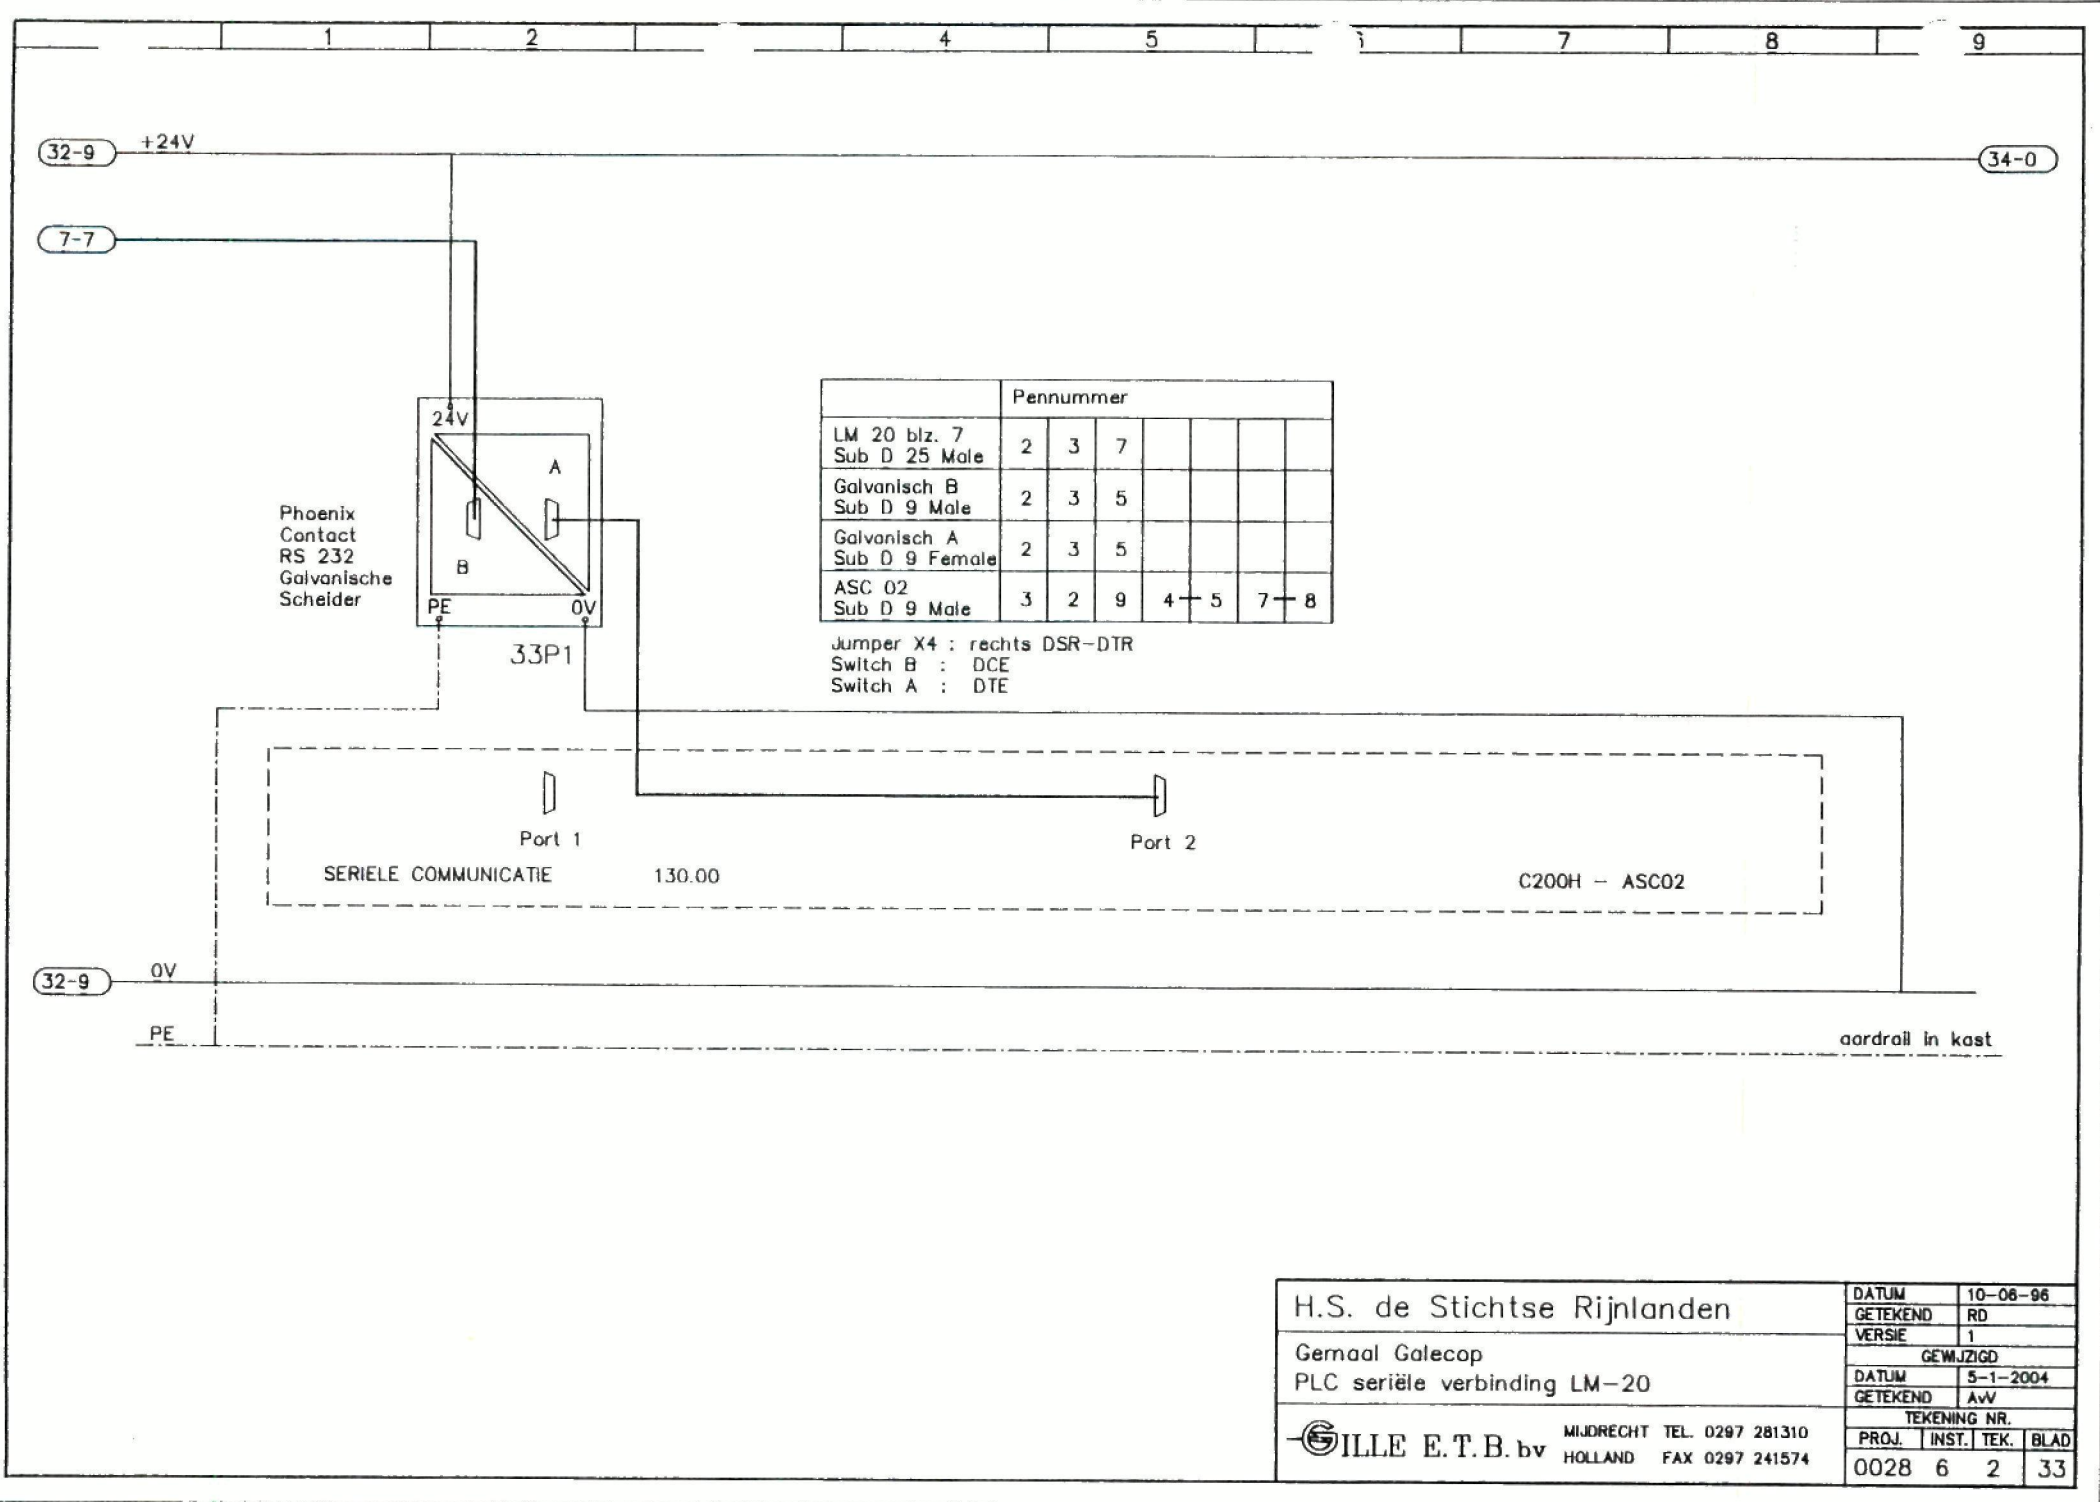 1 2 4 5 7 8 9
32-9 +24V 34-0
7-7
24V
A
B
PE 0V
33P1
Phoenix
Contact
RS 232
Galvanische
Scheider
Pennummer
LM 20 blz. 7
Sub D 25 Male 2 3 7
Galvanisch B
Sub D 9 Male 2 3 5
Galvanisch A
Sub D 9 Female 2 3 5
ASC 02
Sub D 9 Male 3 2 9 4 5 7 8
Jumper X4 : rechts DSR-DTR
Switch B : DCE
Switch A : DTE
Port 1 Port 2
SERIELE COMMUNICATIE 130.00 C200H - ASC02
32-9 0V
PE aardrail in kast
H.S. de Stichtse Rijnlanden
Gemaal Galecop
PLC seriële verbinding LM-20
GILLE E.T.B. bv
MIJDRECHT TEL. 0297 281310
HOLLAND FAX 0297 241574
DATUM 10-06-96
GETEKEND RD
VERSIE 1
GEWIJZIGD
DATUM 5-1-2004
GETEKEND AvV
TEKENING NR.
PROJ. INST. TEK. BLAD
0028 6 2 33